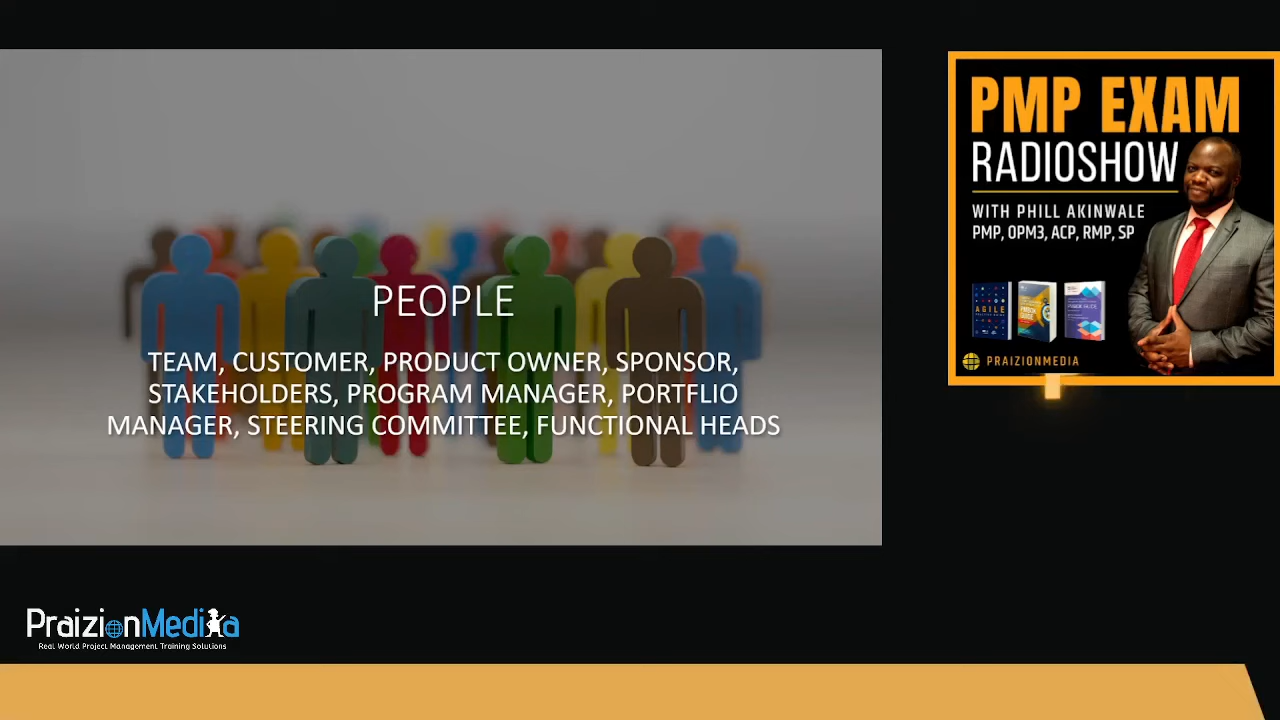 PEOPLE
TEAM, CUSTOMER, PRODUCT OWNER, SPONSOR,
STAKEHOLDERS, PROGRAM MANAGER, PORTFLIO
MANAGER, STEERING COMMITTEE, FUNCTIONAL HEADS
PMP EXAM
RADIOSHOW
WITH PHILL AKINWALE
PMP, OPM3, ACP, RMP, SP
AGILE
PRAIZIONMEDIA
PraizionMedia
Real World Project Management Training Solutions